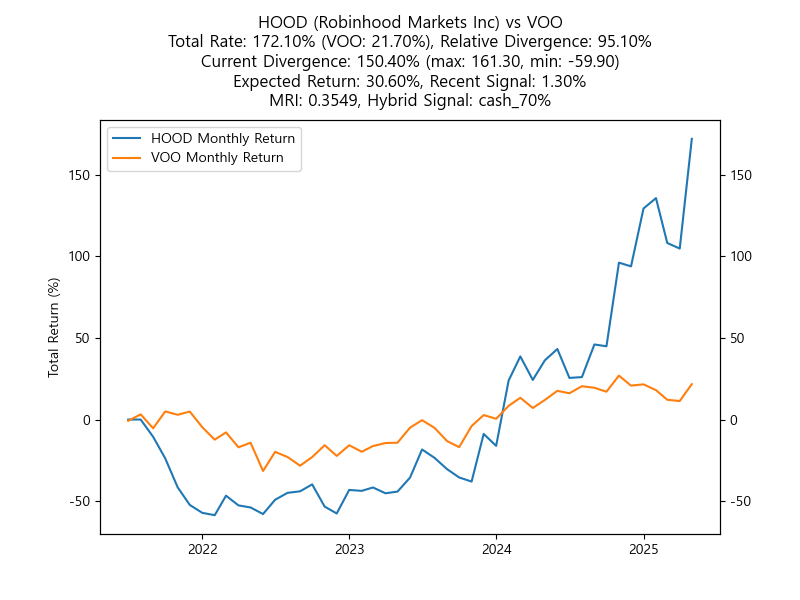 HOOD (Robinhood Markets Inc) vs VOO
Total Rate: 172.10% (VOO: 21.70%), Relative Divergence: 95.10%
Current Divergence: 150.40% (max: 161.30, min: -59.90)
Expected Return: 30.60%, Recent Signal: 1.30%
MRI: 0.3549, Hybrid Signal: cash_70%
HOOD Monthly Return
VOO Monthly Return
Total Return (%)
150
100
50
0
-50
150
100
50
0
-50
2022
2023
2024
2025